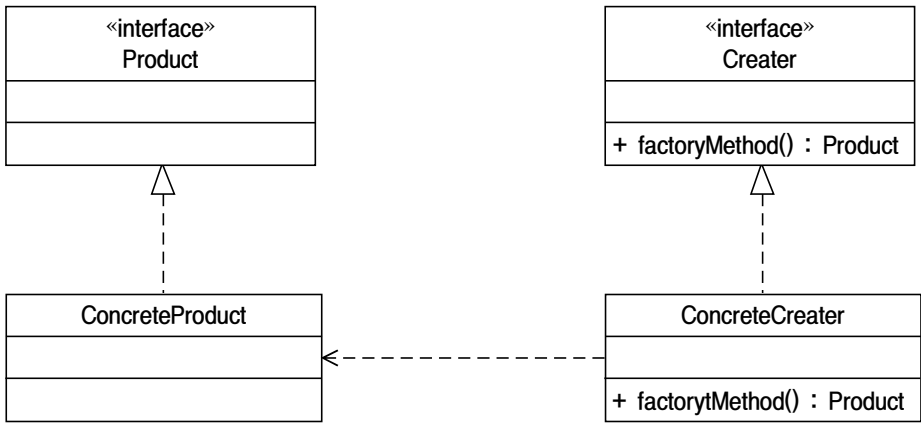 «interface»
Product
«interface»
Creater
+ factoryMethod() : Product
ConcreteProduct
ConcreteCreater
+ factorytMethod() : Product